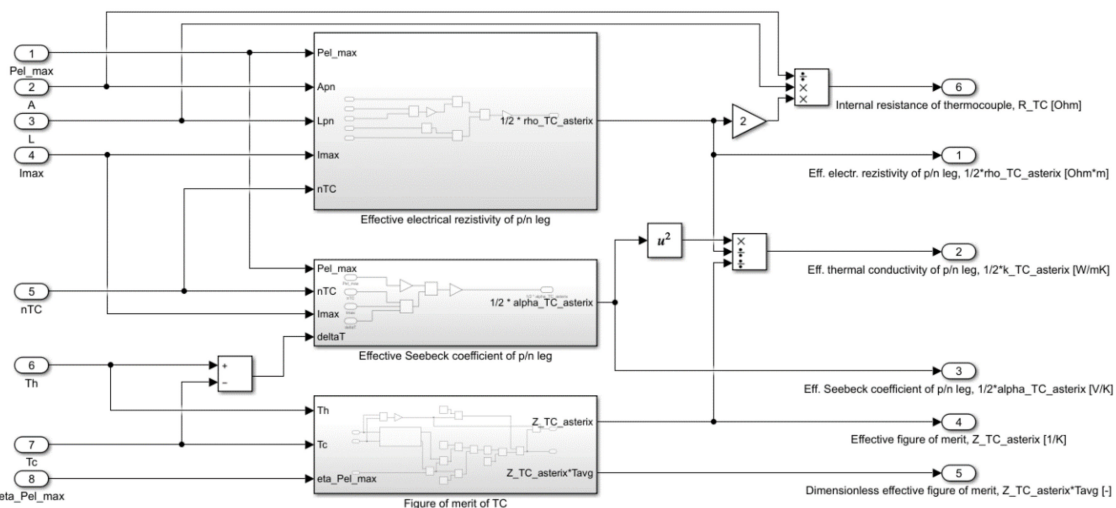 1
Pel_max
2
A
3
L
4
Imax
5
nTC
6
Th
7
Tc
8
eta_Pel_max
Pel_max
Apn
Lpn
Imax
nTC
1/2 * rho_TC_asterix
Effective electrical rezistivity of p/n leg
Pel_max
nTC
Imax
deltaT
1/2 * alpha_TC_asterix
Effective Seebeck coefficient of p/n leg
+
−
Th
Tc
eta_Pel_max
Z_TC_asterix
Z_TC_asterix*Tavg
Figure of merit of TC
2
÷
×
×
u²
×
÷
÷
6
Internal resistance of thermocouple, R_TC [Ohm]
1
Eff. electr. rezistivity of p/n leg, 1/2*rho_TC_asterix [Ohm*m]
2
Eff. thermal conductivity of p/n leg, 1/2*k_TC_asterix [W/mK]
3
Eff. Seebeck coefficient of p/n leg, 1/2*alpha_TC_asterix [V/K]
4
Effective figure of merit, Z_TC_asterix [1/K]
5
Dimensionless effective figure of merit, Z_TC_asterix*Tavg [-]